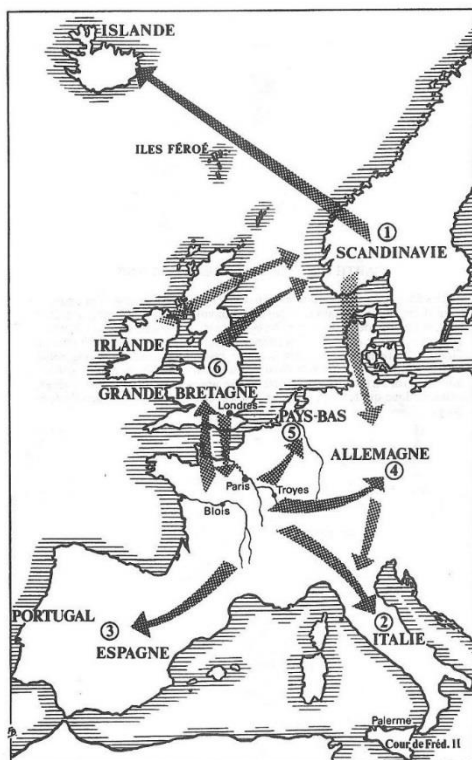 ISLANDE
ILES FÉROÉ
①
SCANDINAVIE
IRLANDE
⑥
GRANDE BRETAGNE
Londres
PAYS-BAS
⑤
ALLEMAGNE
④
Paris
Troyes
Blois
PORTUGAL
③
ESPAGNE
②
ITALIE
Palerme
Cour de Fréd. II